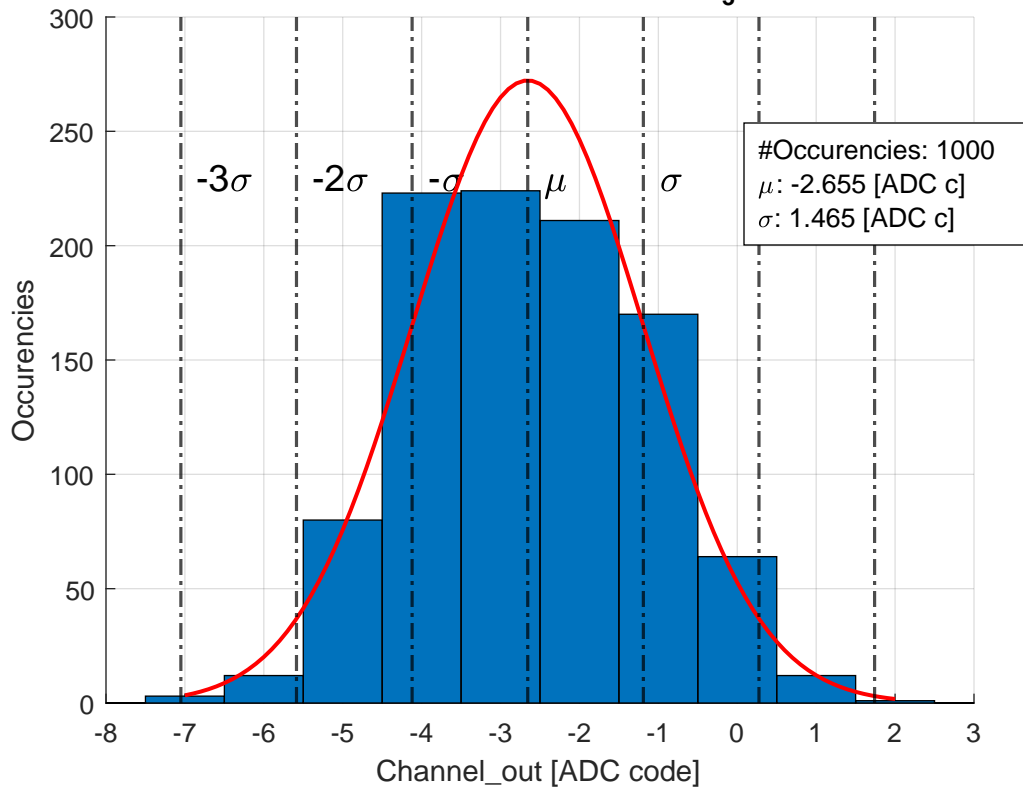 300
250
200
150
100
50
0
-3σ
-2σ
-σ
μ
σ
#Occurencies: 1000
μ: -2.655 [ADC c]
σ: 1.465 [ADC c]
Occurencies
-8 -7 -6 -5 -4 -3 -2 -1 0 1 2 3
Channel_out [ADC code]